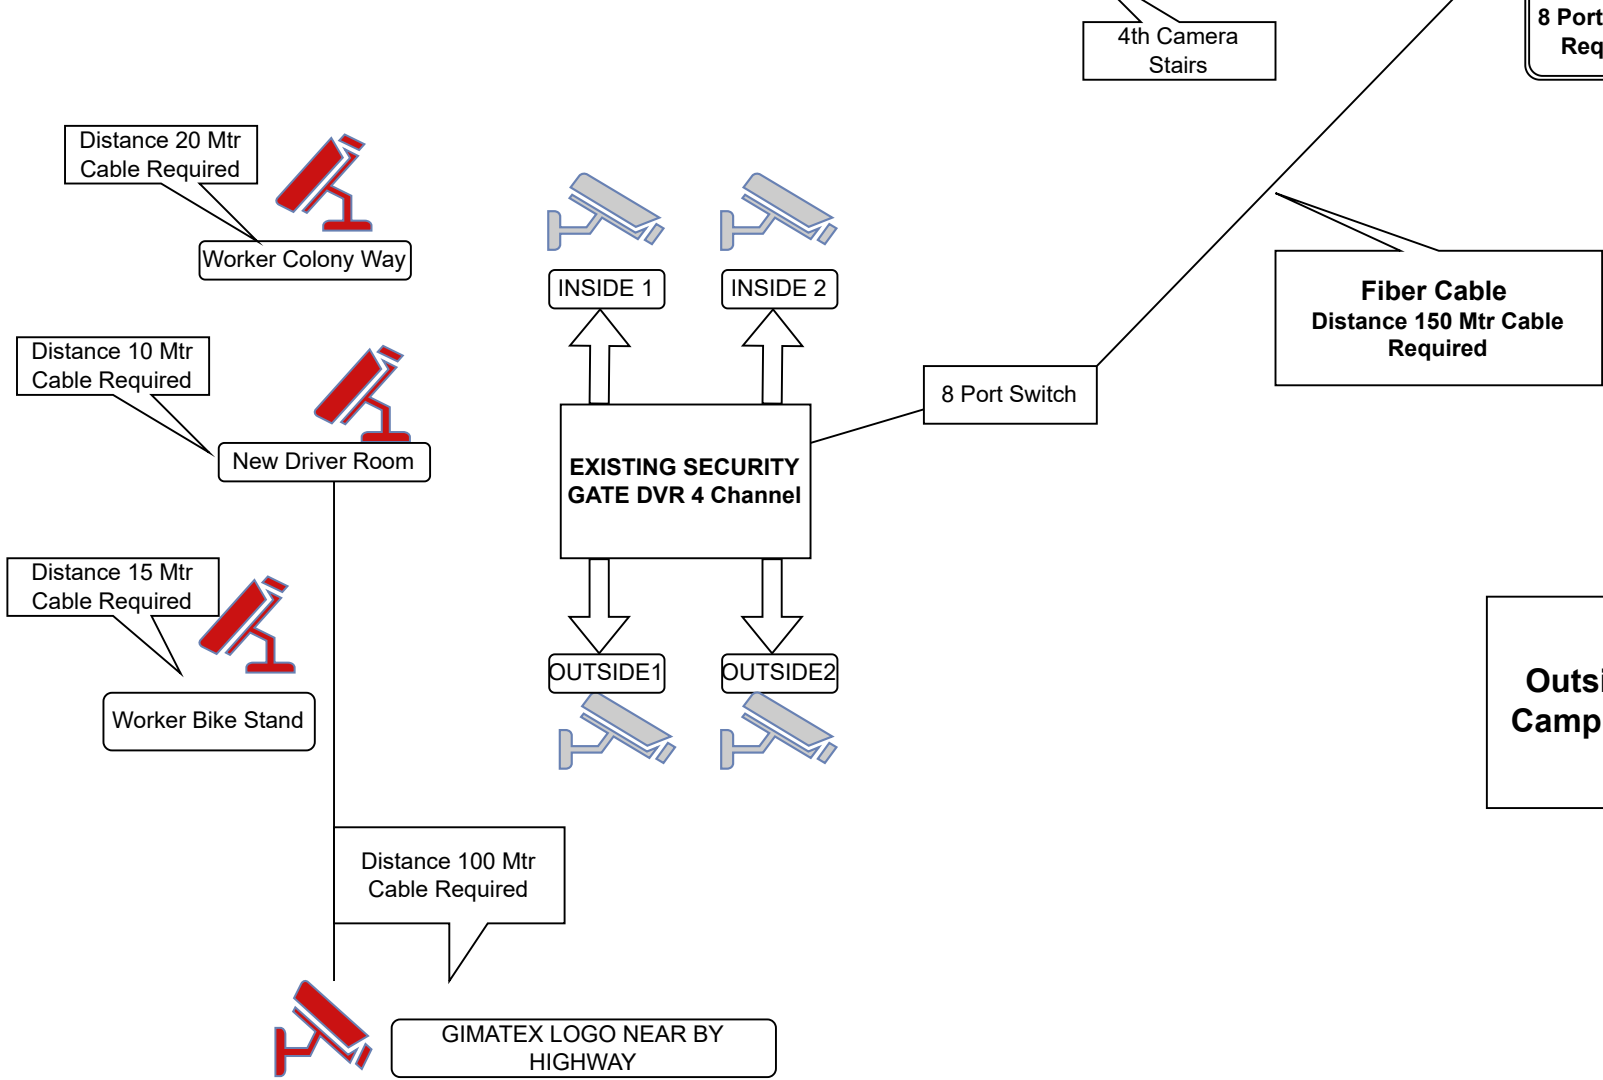 4th Camera
Stairs
8 Port
Distance 20 Mtr
Cable Required
Worker Colony Way
INSIDE 1
INSIDE 2
Fiber Cable
Distance 150 Mtr Cable
Required
Distance 10 Mtr
Cable Required
8 Port Switch
New Driver Room
EXISTING SECURITY
GATE DVR 4 Channel
Distance 15 Mtr
Cable Required
OUTSIDE1
OUTSIDE2
Worker Bike Stand
Distance 100 Mtr
Cable Required
GIMATEX LOGO NEAR BY
HIGHWAY